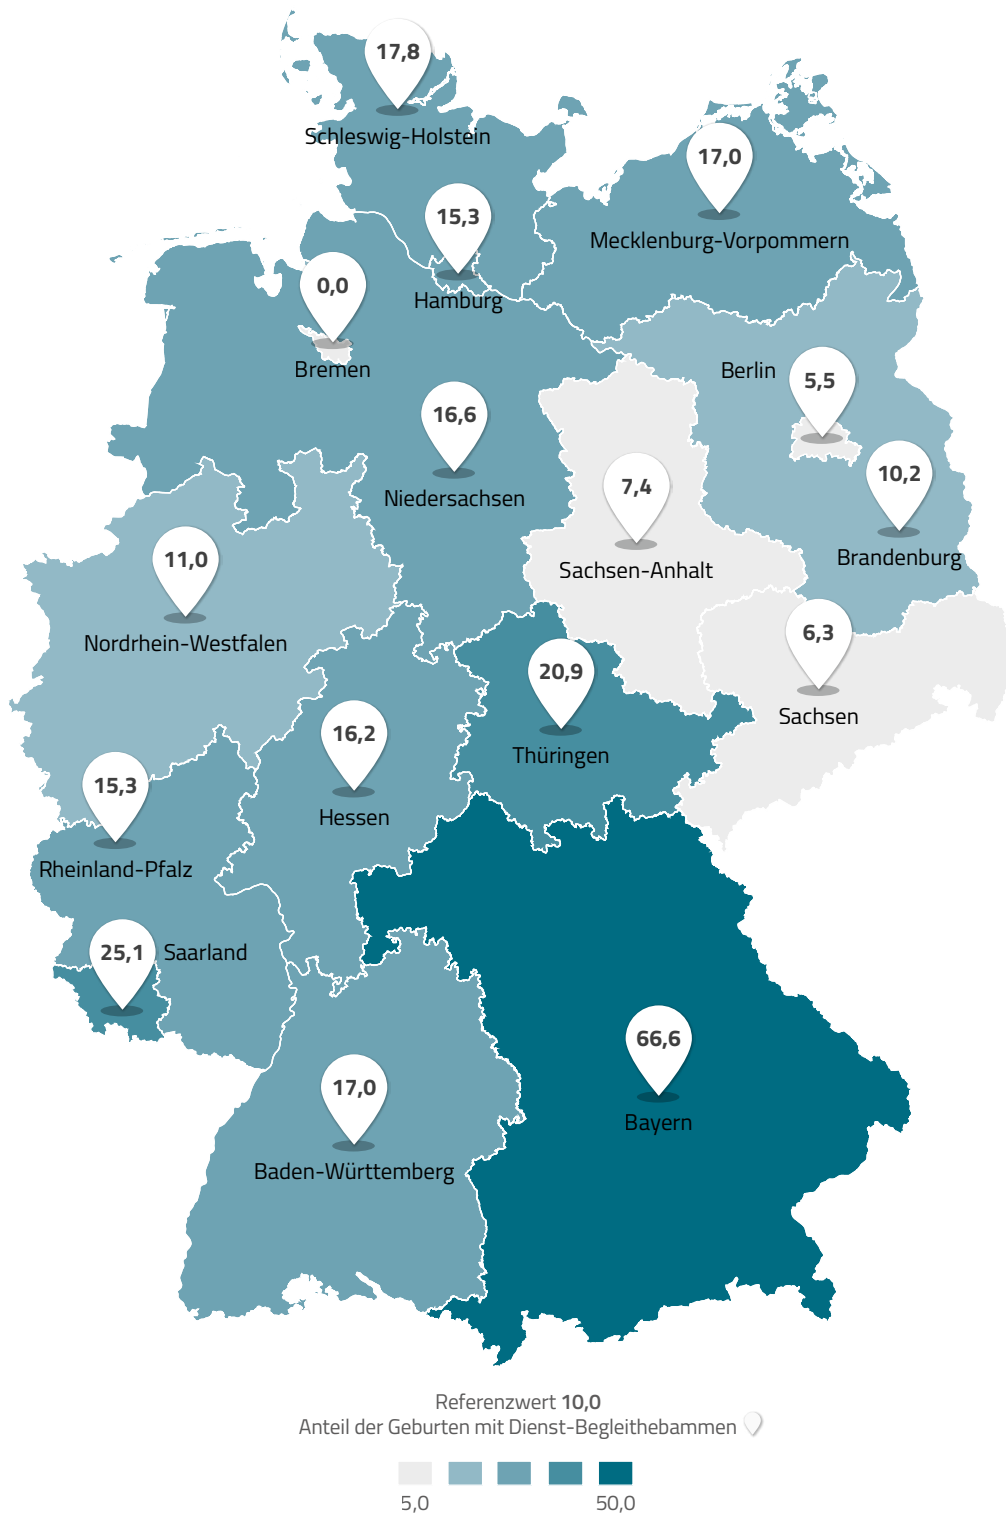 17,8
Schleswig-Holstein
17,0
Mecklenburg-Vorpommern
15,3
Hamburg
0,0
Bremen
Berlin
5,5
16,6
Niedersachsen
10,2
Brandenburg
7,4
Sachsen-Anhalt
11,0
Nordrhein-Westfalen
6,3
Sachsen
20,9
Thüringen
16,2
Hessen
15,3
Rheinland-Pfalz
25,1 Saarland
66,6
Bayern
17,0
Baden-Württemberg
Referenzwert 10,0
Anteil der Geburten mit Dienst-Begleithebammen
5,0 50,0